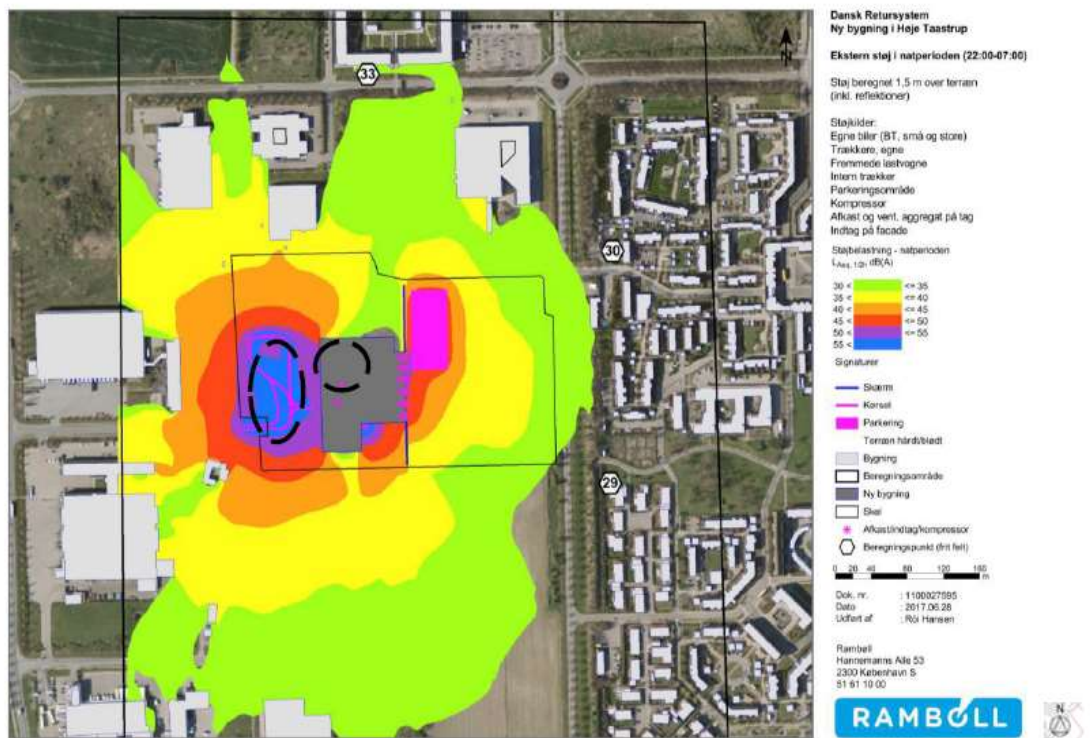 33
30
29
Dansk Retursystem
Ny bygning i Høje Taastrup
N
Ekstern støj i natperioden (22:00-07:00)
Støj beregnet 1,5 m over terræn
(inkl. reflektioner)
Støjkilder:
Egne biler (BT, små og store)
Trækkere, egne
Fremmede lastvogne
Intern trækker
Parkeringsområde
Kompressor
Afkast og vent. aggregat på tag
Indtag på facade
Støjbelastning - natperioden
LAeq, 1/2h dB(A)
30 < <= 35
35 < <= 40
40 < <= 45
45 < <= 50
50 < <= 55
55 <
Signaturer
Skærm
Kørsel
Parkering
Terræn hårdt/blødt
Bygning
Beregningsområde
Ny bygning
Skel
Afkast/indtag/kompressor
Beregningspunkt (frit felt)
0 20 40 80 120 160
m
Dok. nr. : 1100027595
Dato : 2017.06.28
Udført af : Rói Hansen
Rambøll
Hannemanns Alle 53
2300 København S
51 61 10 00
RAMBOLL
N